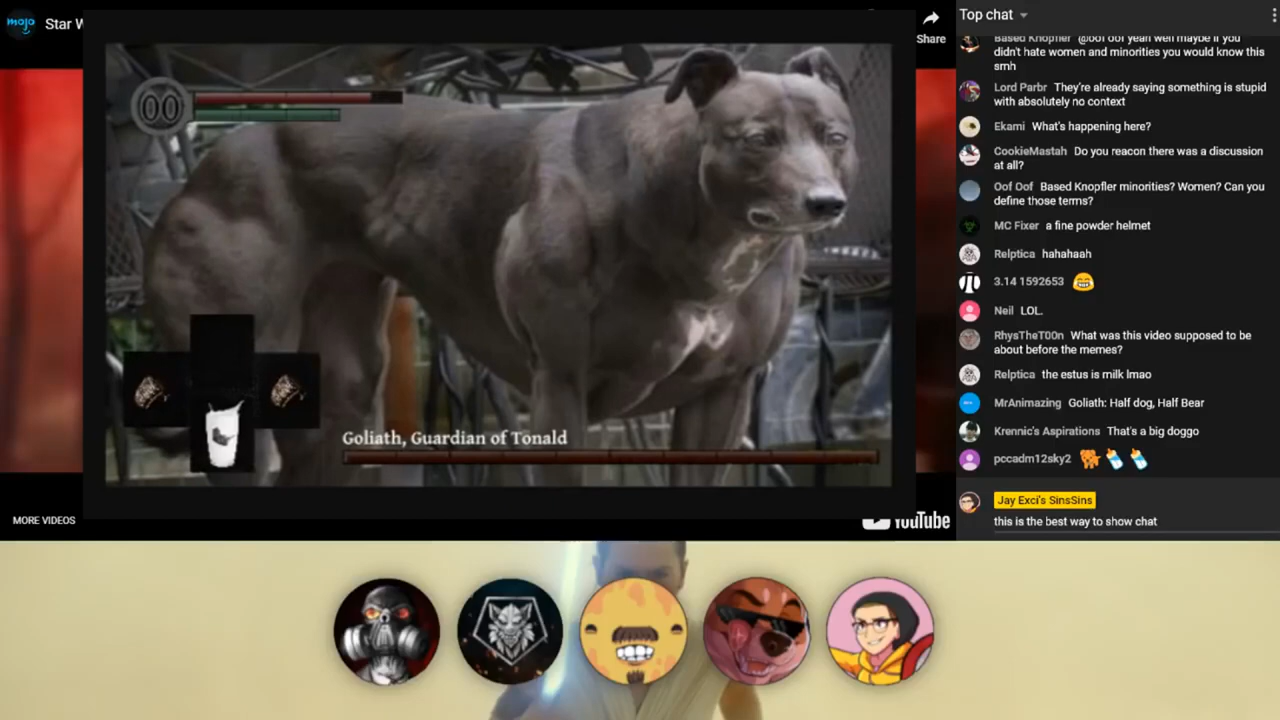 mojo
Star W
Share
00
Goliath, Guardian of Tonald
MORE VIDEOS
YouTube
Top chat
Based Knopfler @oof oof yeah well maybe if you
didn't hate women and minorities you would know this
smh
Lord Parbr They're already saying something is stupid
with absolutely no context
Ekami What's happening here?
CookieMastah Do you reacon there was a discussion
at all?
Oof Oof Based Knopfler minorities? Women? Can you
define those terms?
MC Fixer a fine powder helmet
Relptica hahahaah
3.14 1592653
Neil LOL.
RhysTheT00n What was this video supposed to be
about before the memes?
Relptica the estus is milk lmao
MrAnimazing Goliath: Half dog, Half Bear
Krennic's Aspirations That's a big doggo
pccadm12sky2
Jay Exci's SinsSins
this is the best way to show chat